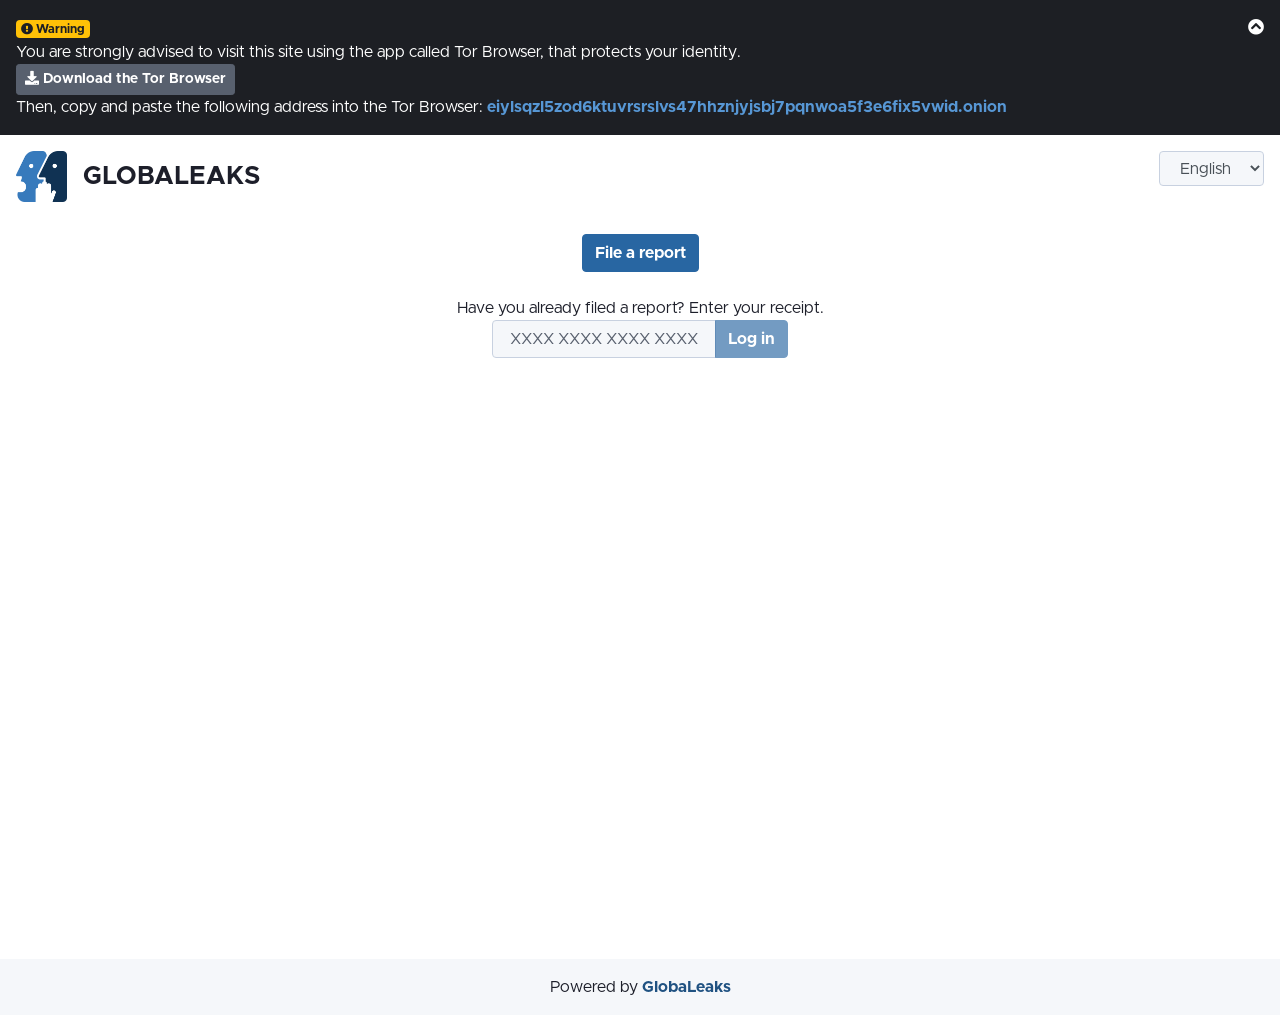 Warning
You are strongly advised to visit this site using the app called Tor Browser, that protects your identity.
Download the Tor Browser
Then, copy and paste the following address into the Tor Browser: eiylsqzl5zod6ktuvrsrslvs47hhznjyjsbj7pqnwoa5f3e6fix5vwid.onion
GLOBALEAKS
English
File a report
Have you already filed a report? Enter your receipt.
XXXX XXXX XXXX XXXX
Log in
Powered by GlobaLeaks